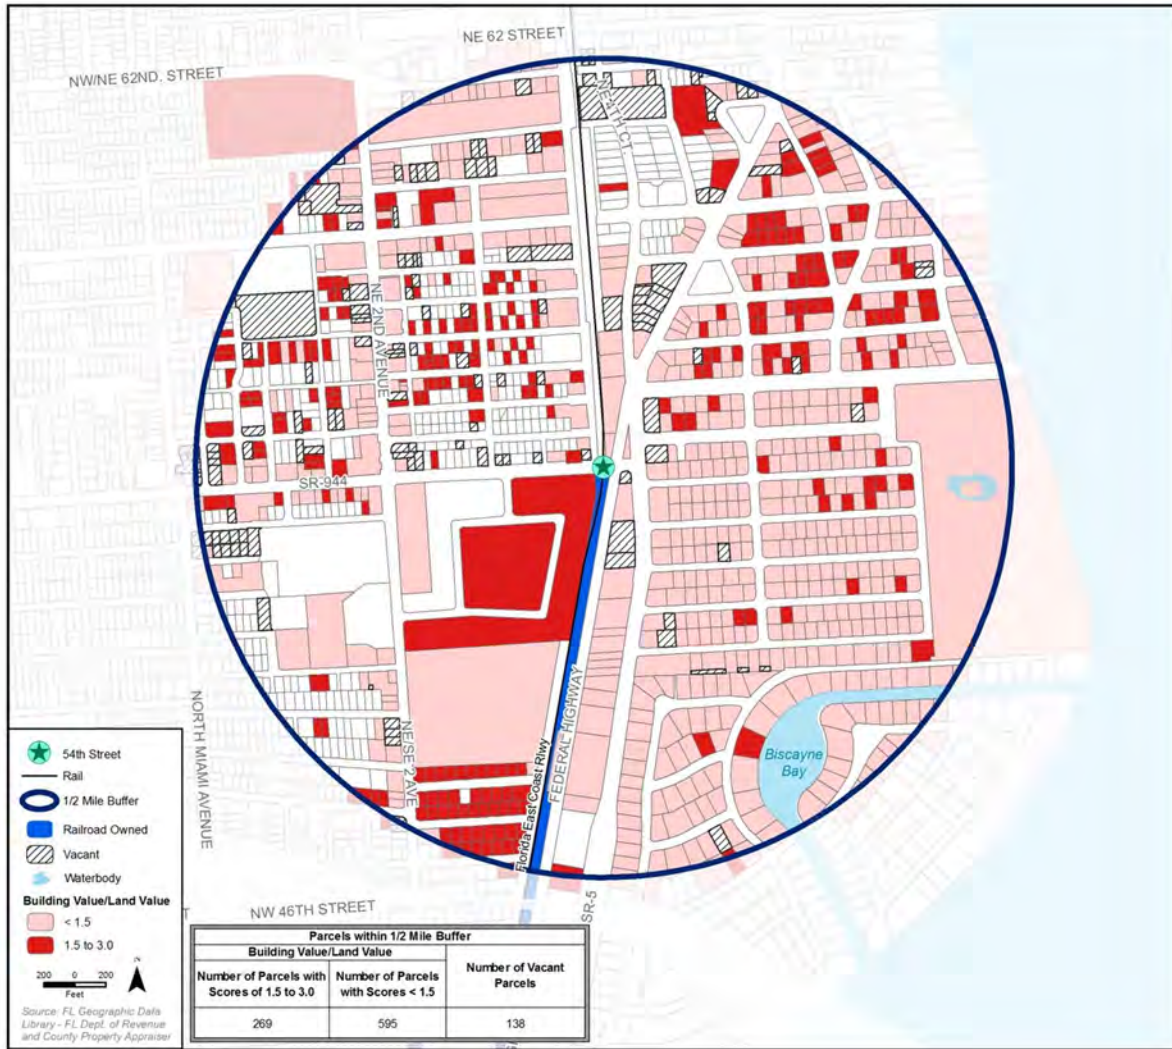 NE 62 STREET
NW/NE 62ND. STREET
NE 4TH CT.
NE 2ND AVENUE
SR-944
NORTH MIAMI AVENUE
NE/SE 2 AVE
FEDERAL HIGHWAY
Florida East Coast Rlwy
Biscayne
Bay
NW 46TH STREET
SR-5
54th Street
Rail
1/2 Mile Buffer
Railroad Owned
Vacant
Waterbody
Building Value/Land Value
< 1.5
1.5 to 3.0
200 0 200
Feet
N
Source: FL Geographic Data
Library - FL Dept. of Revenue
and County Property Appraiser
Parcels within 1/2 Mile Buffer
Building Value/Land Value
Number of Parcels with
Scores of 1.5 to 3.0
Number of Parcels
with Scores < 1.5
Number of Vacant
Parcels
269 595 138